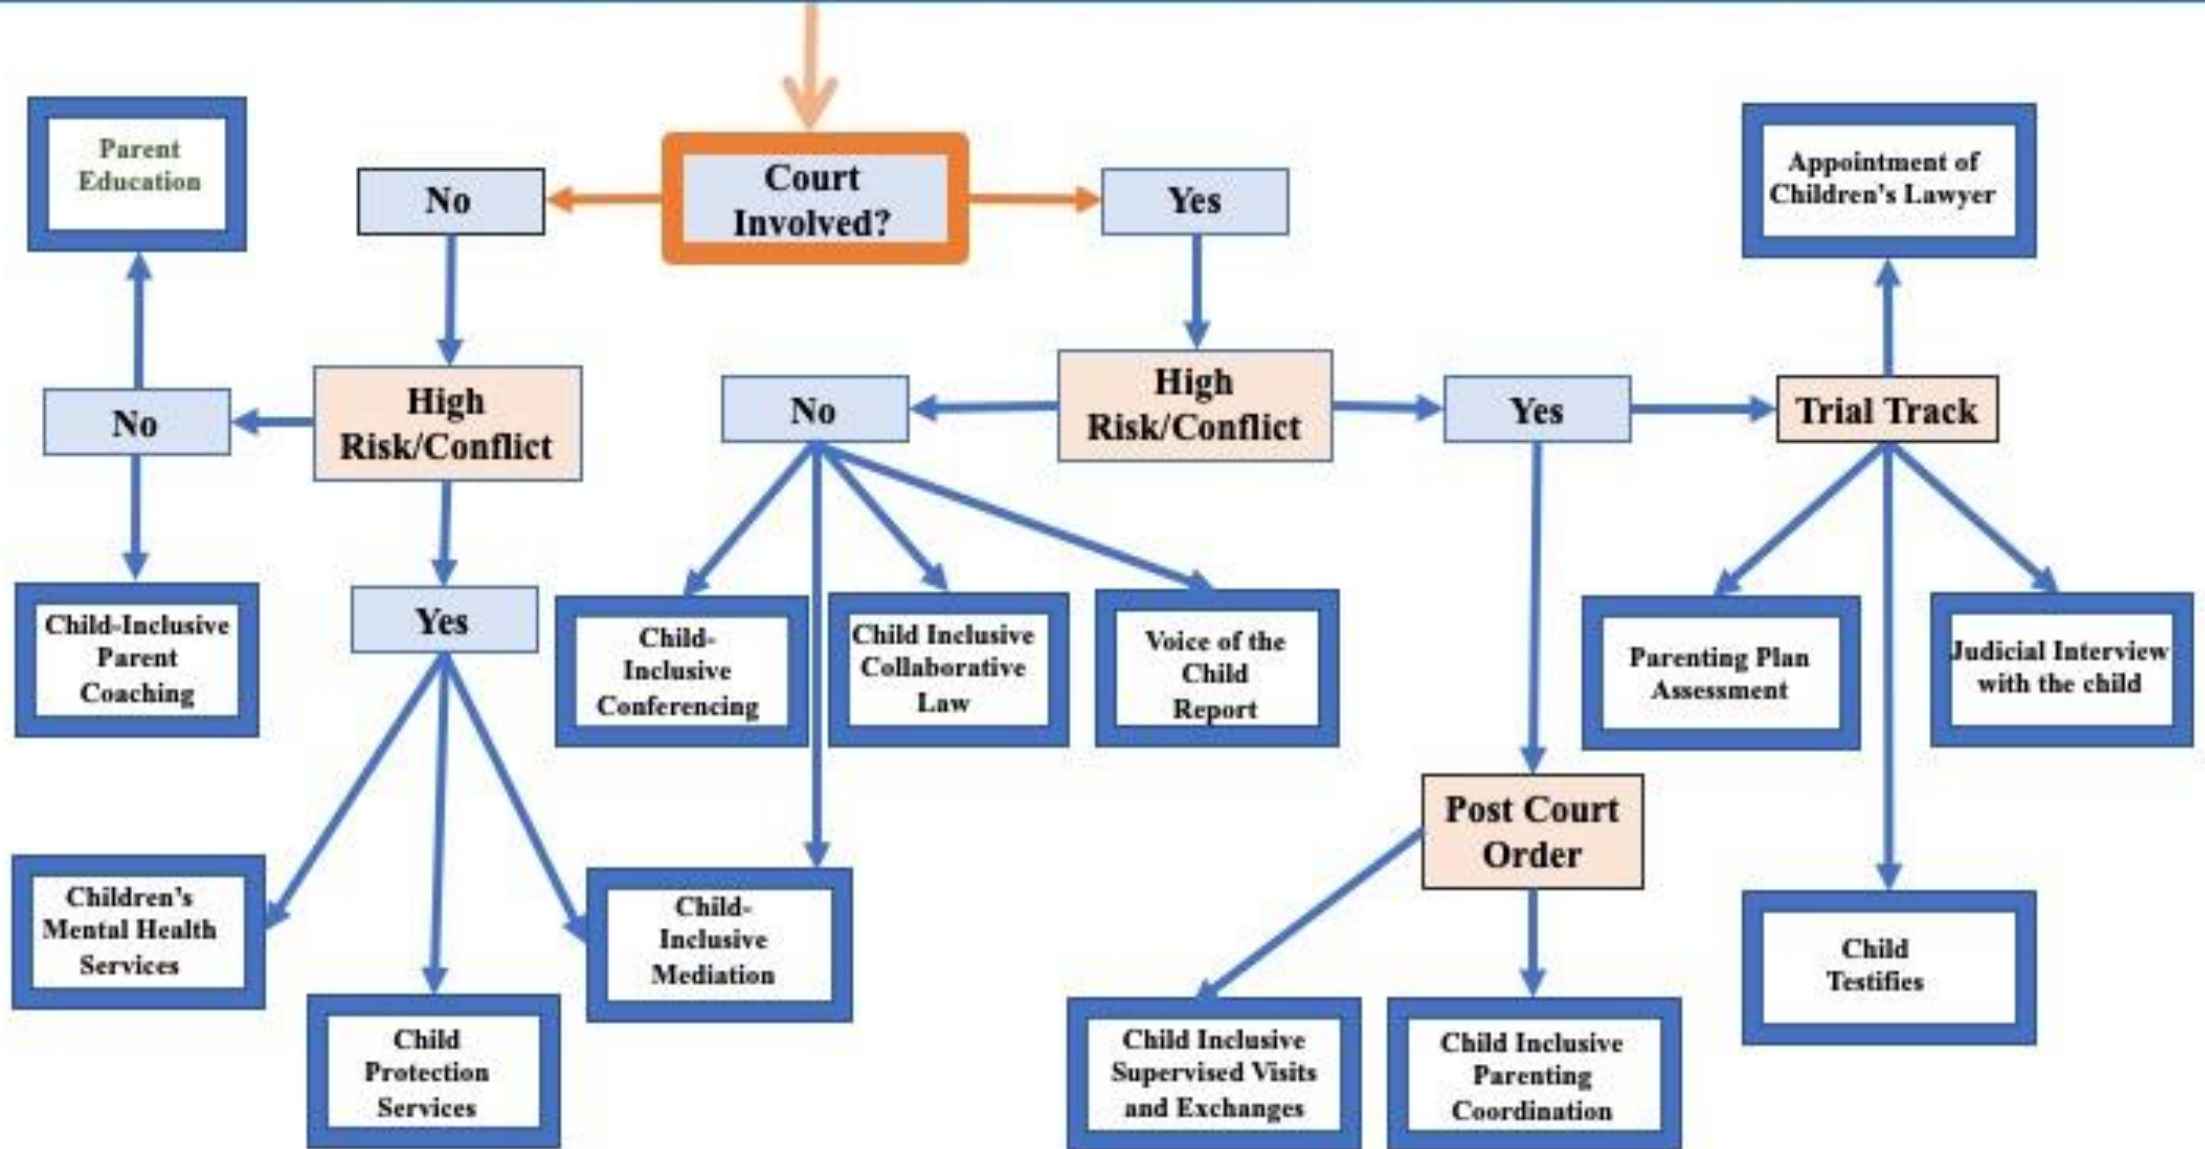 Parent
Education
No
Court
Involved?
Yes
Appointment of
Children's Lawyer
No
High
Risk/Conflict
No
High
Risk/Conflict
Yes
Trial Track
Child-Inclusive
Parent
Coaching
Yes
Child-
Inclusive
Conferencing
Child Inclusive
Collaborative
Law
Voice of the
Child
Report
Parenting Plan
Assessment
Judicial Interview
with the child
Post Court
Order
Children's
Mental Health
Services
Child
Protection
Services
Child-
Inclusive
Mediation
Child Inclusive
Supervised Visits
and Exchanges
Child Inclusive
Parenting
Coordination
Child
Testifies